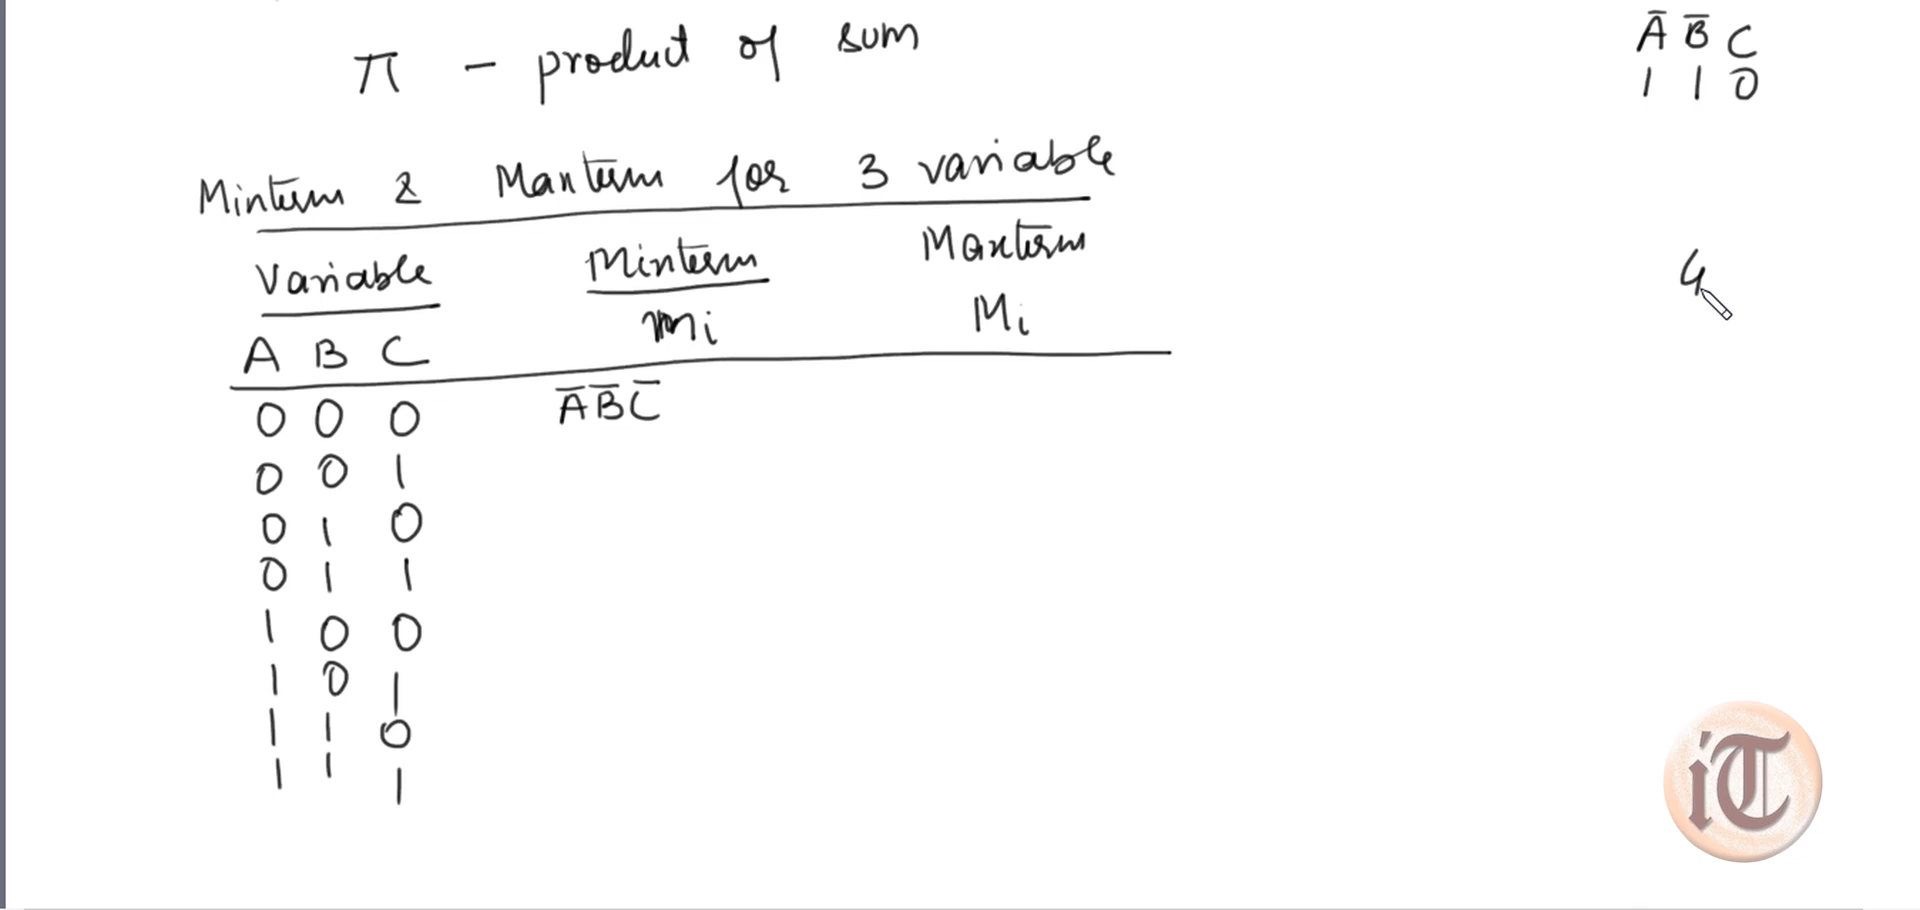 π - product of sum
A̅ B̅ C
1 1 0
Minterm & Maxterm for 3 variable
Variable Minterm Maxterm
mi Mi
A B C
4
0 0 0 A̅B̅C̅
0 0 1
0 1 0
0 1 1
1 0 0
1 0 1
1 1 0
1 1 1
iT